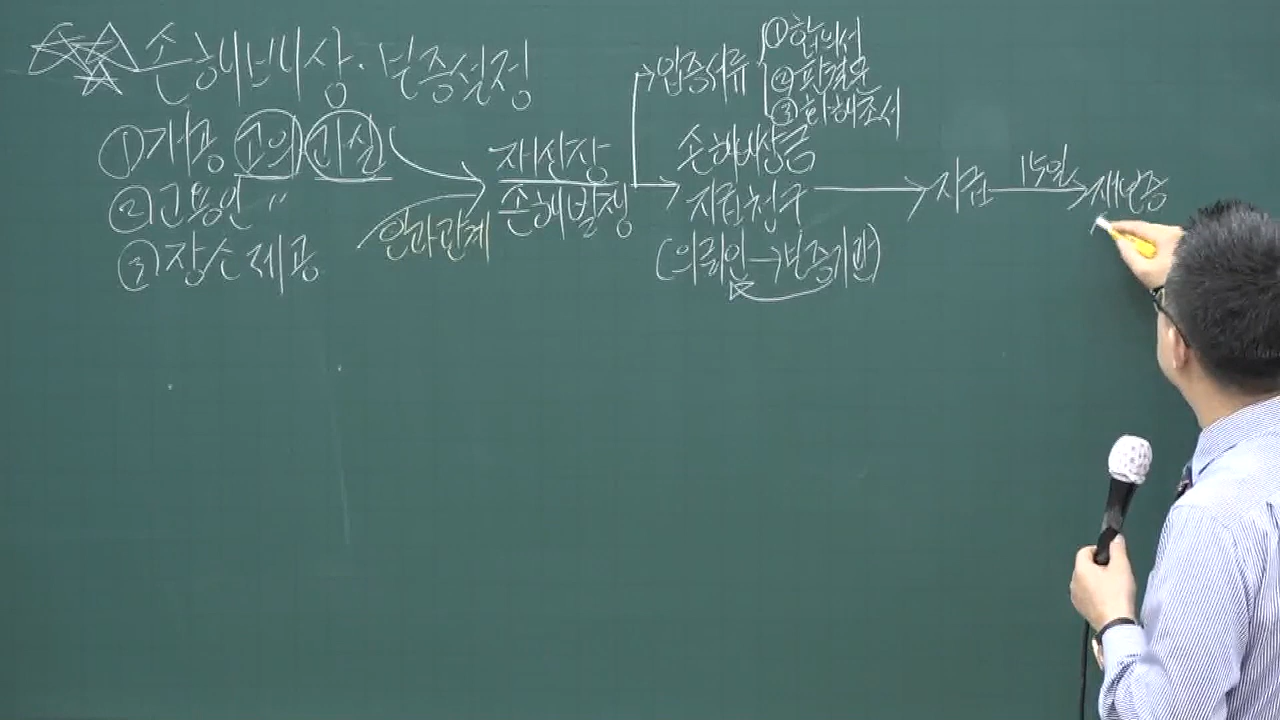 손해배상·보증설정
①개공 고의 과실
②고용인 〃
③장소제공
인과관계
재산상
손해발생
입증서류
①합의서
②판결문
③화해조서
손해배상금
지급청구
(의뢰인→보증기관)
지급
15일
재보증